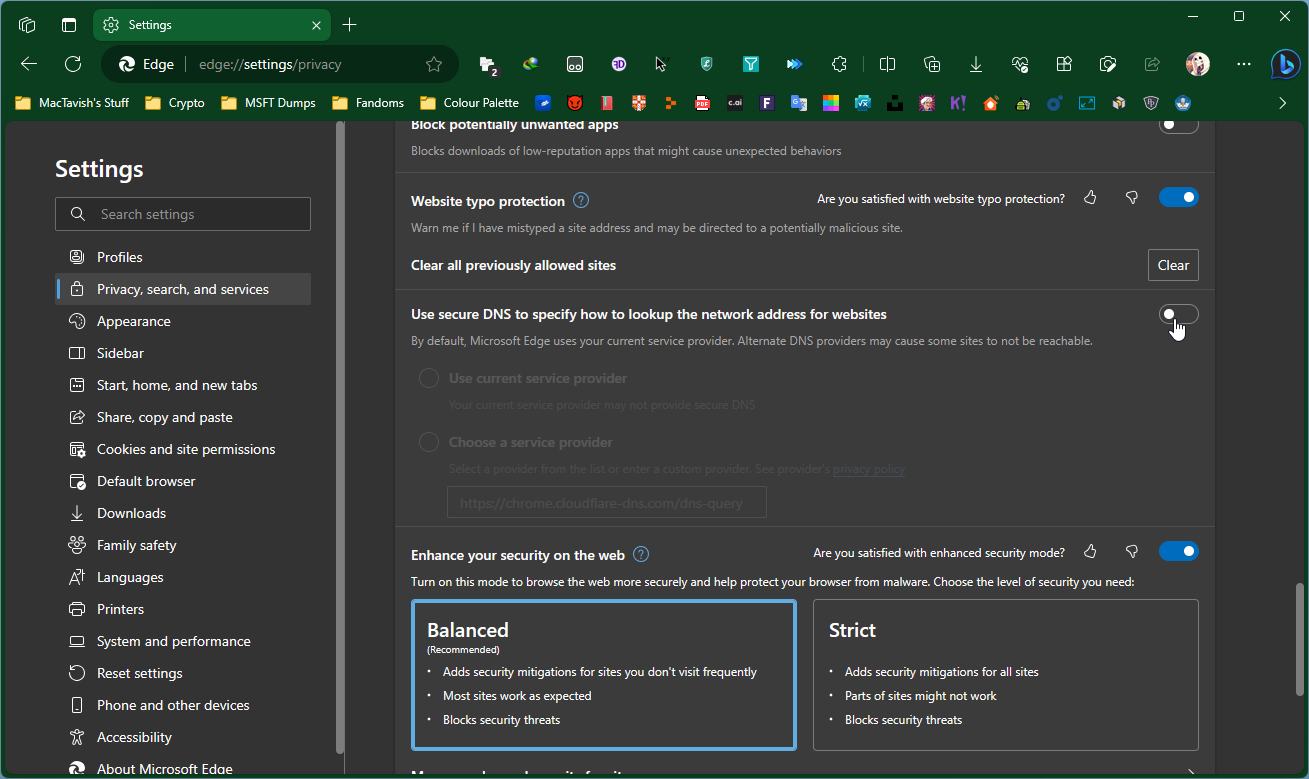 Settings
Edge
edge://settings/privacy
2
MacTavish's Stuff
Crypto
MSFT Dumps
Fandoms
Colour Palette
PDF
c.ai
F
K!
Settings
Search settings
Profiles
Privacy, search, and services
Appearance
Sidebar
Start, home, and new tabs
Share, copy and paste
Cookies and site permissions
Default browser
Downloads
Family safety
Languages
Printers
System and performance
Reset settings
Phone and other devices
Accessibility
About Microsoft Edge
Block potentially unwanted apps
Blocks downloads of low-reputation apps that might cause unexpected behaviors
Website typo protection
Are you satisfied with website typo protection?
Warn me if I have mistyped a site address and may be directed to a potentially malicious site.
Clear all previously allowed sites
Clear
Use secure DNS to specify how to lookup the network address for websites
By default, Microsoft Edge uses your current service provider. Alternate DNS providers may cause some sites to not be reachable.
Use current service provider
Your current service provider may not provide secure DNS
Choose a service provider
Select a provider from the list or enter a custom provider. See provider's privacy policy
https://chrome.cloudflare-dns.com/dns-query
Enhance your security on the web
Are you satisfied with enhanced security mode?
Turn on this mode to browse the web more securely and help protect your browser from malware. Choose the level of security you need:
Balanced
(Recommended)
• Adds security mitigations for sites you don't visit frequently
• Most sites work as expected
• Blocks security threats
Strict
• Adds security mitigations for all sites
• Parts of sites might not work
• Blocks security threats